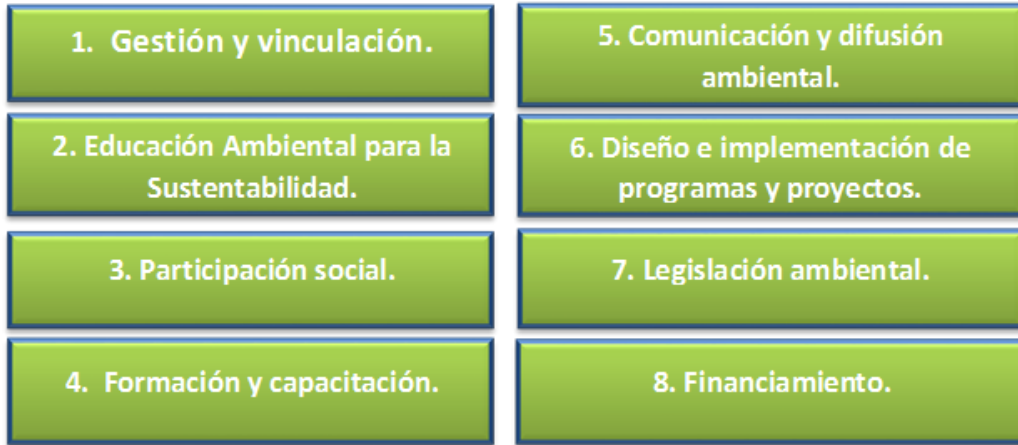 1. Gestión y vinculación.
2. Educación Ambiental para la
Sustentabilidad.
3. Participación social.
4. Formación y capacitación.
5. Comunicación y difusión
ambiental.
6. Diseño e implementación de
programas y proyectos.
7. Legislación ambiental.
8. Financiamiento.